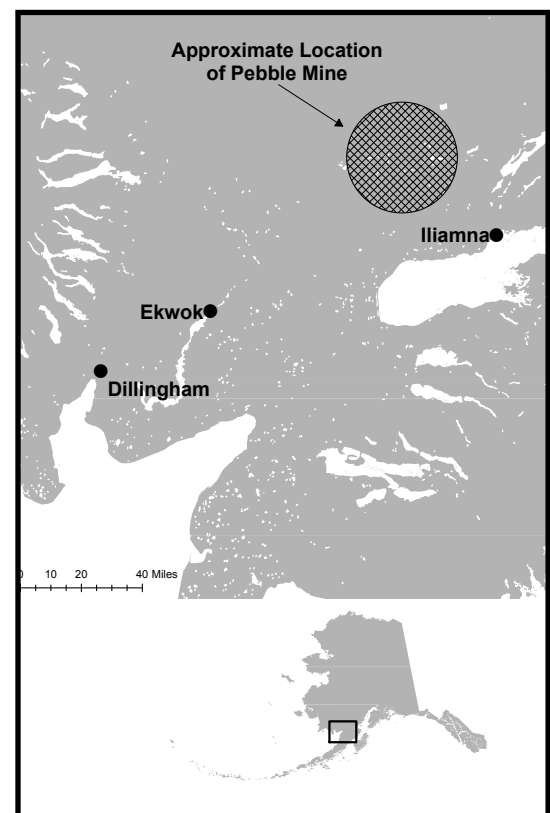 Approximate Location
of Pebble Mine
Iliamna
Ekwok
Dillingham
0 10 20 40 Miles